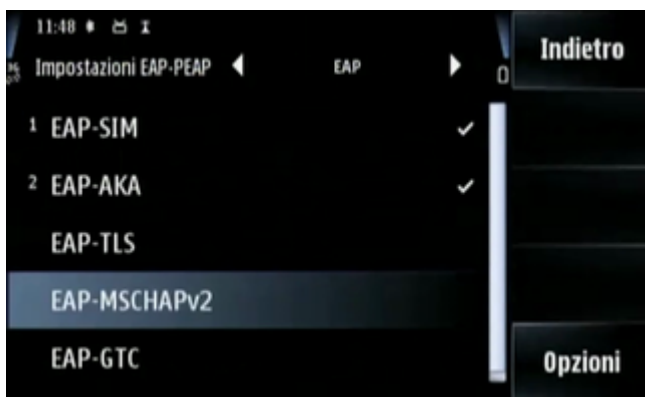 11:48
Indietro
Impostazioni EAP-PEAP EAP
1 EAP-SIM
2 EAP-AKA
EAP-TLS
EAP-MSCHAPv2
EAP-GTC
Opzioni